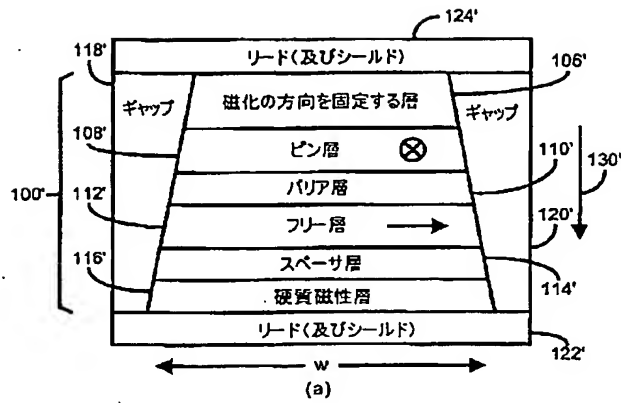 124'
118'
リード(及びシールド)
106'
ギャップ
磁化の方向を固定する層
ギャップ
108'
ピン層
110'
130'
100'
バリア層
112'
フリー層
120'
116'
スペーサ層
114'
硬質磁性層
リード(及びシールド)
122'
W
(a)